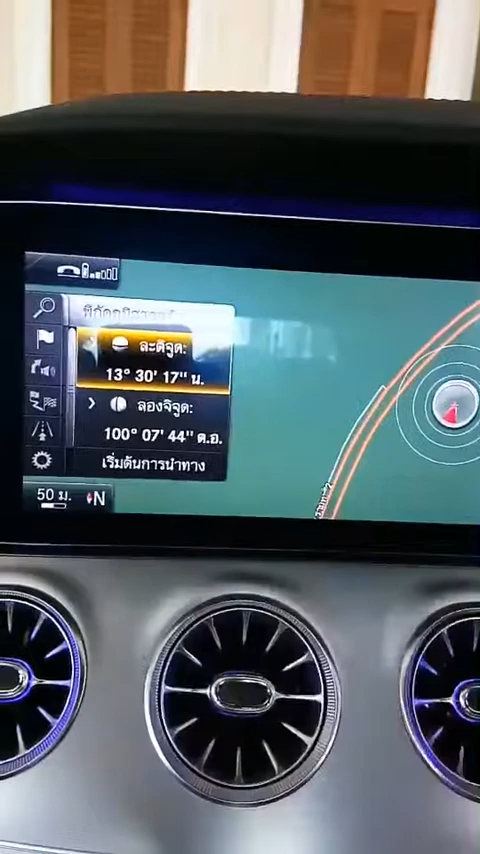 ละติจูด:
13° 30' 17'' น.
ลองจิจูด:
100° 07' 44'' ต.อ.
เริ่มต้นการนำทาง
50 ม.
N